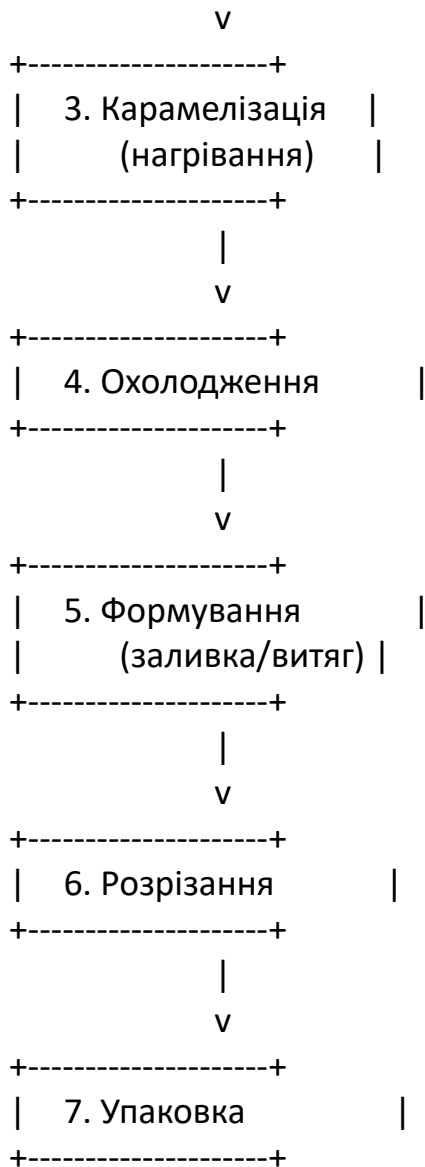 v
+---------------------+
|    3. Карамелізація    |
|        (нагрівання)      |
+---------------------+
|
v
+---------------------+
|    4. Охолодження        |
+---------------------+
|
v
+---------------------+
|    5. Формування          |
|        (заливка/витяг) |
+---------------------+
|
v
+---------------------+
|    6. Розрізання          |
+---------------------+
|
v
+---------------------+
|    7. Упаковка            |
+---------------------+